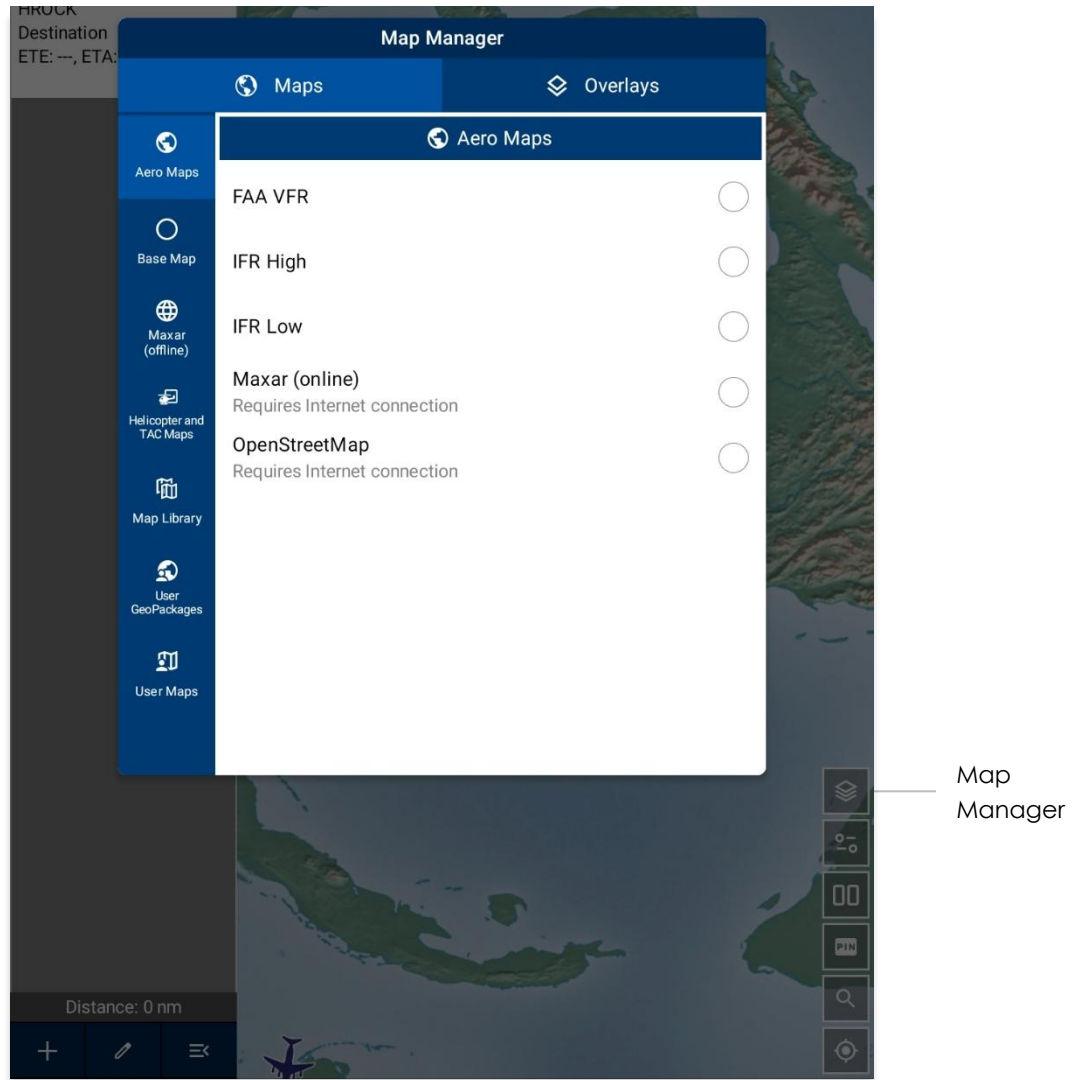 HROCK
Destination
ETE: ---, ETA:
Map Manager
Maps
Overlays
Aero Maps
Base Map
Maxar
(offline)
Helicopter and
TAC Maps
Map Library
User
GeoPackages
User Maps
Aero Maps
FAA VFR
IFR High
IFR Low
Maxar (online)
Requires Internet connection
OpenStreetMap
Requires Internet connection
Map
Manager
PIN
Distance: 0 nm